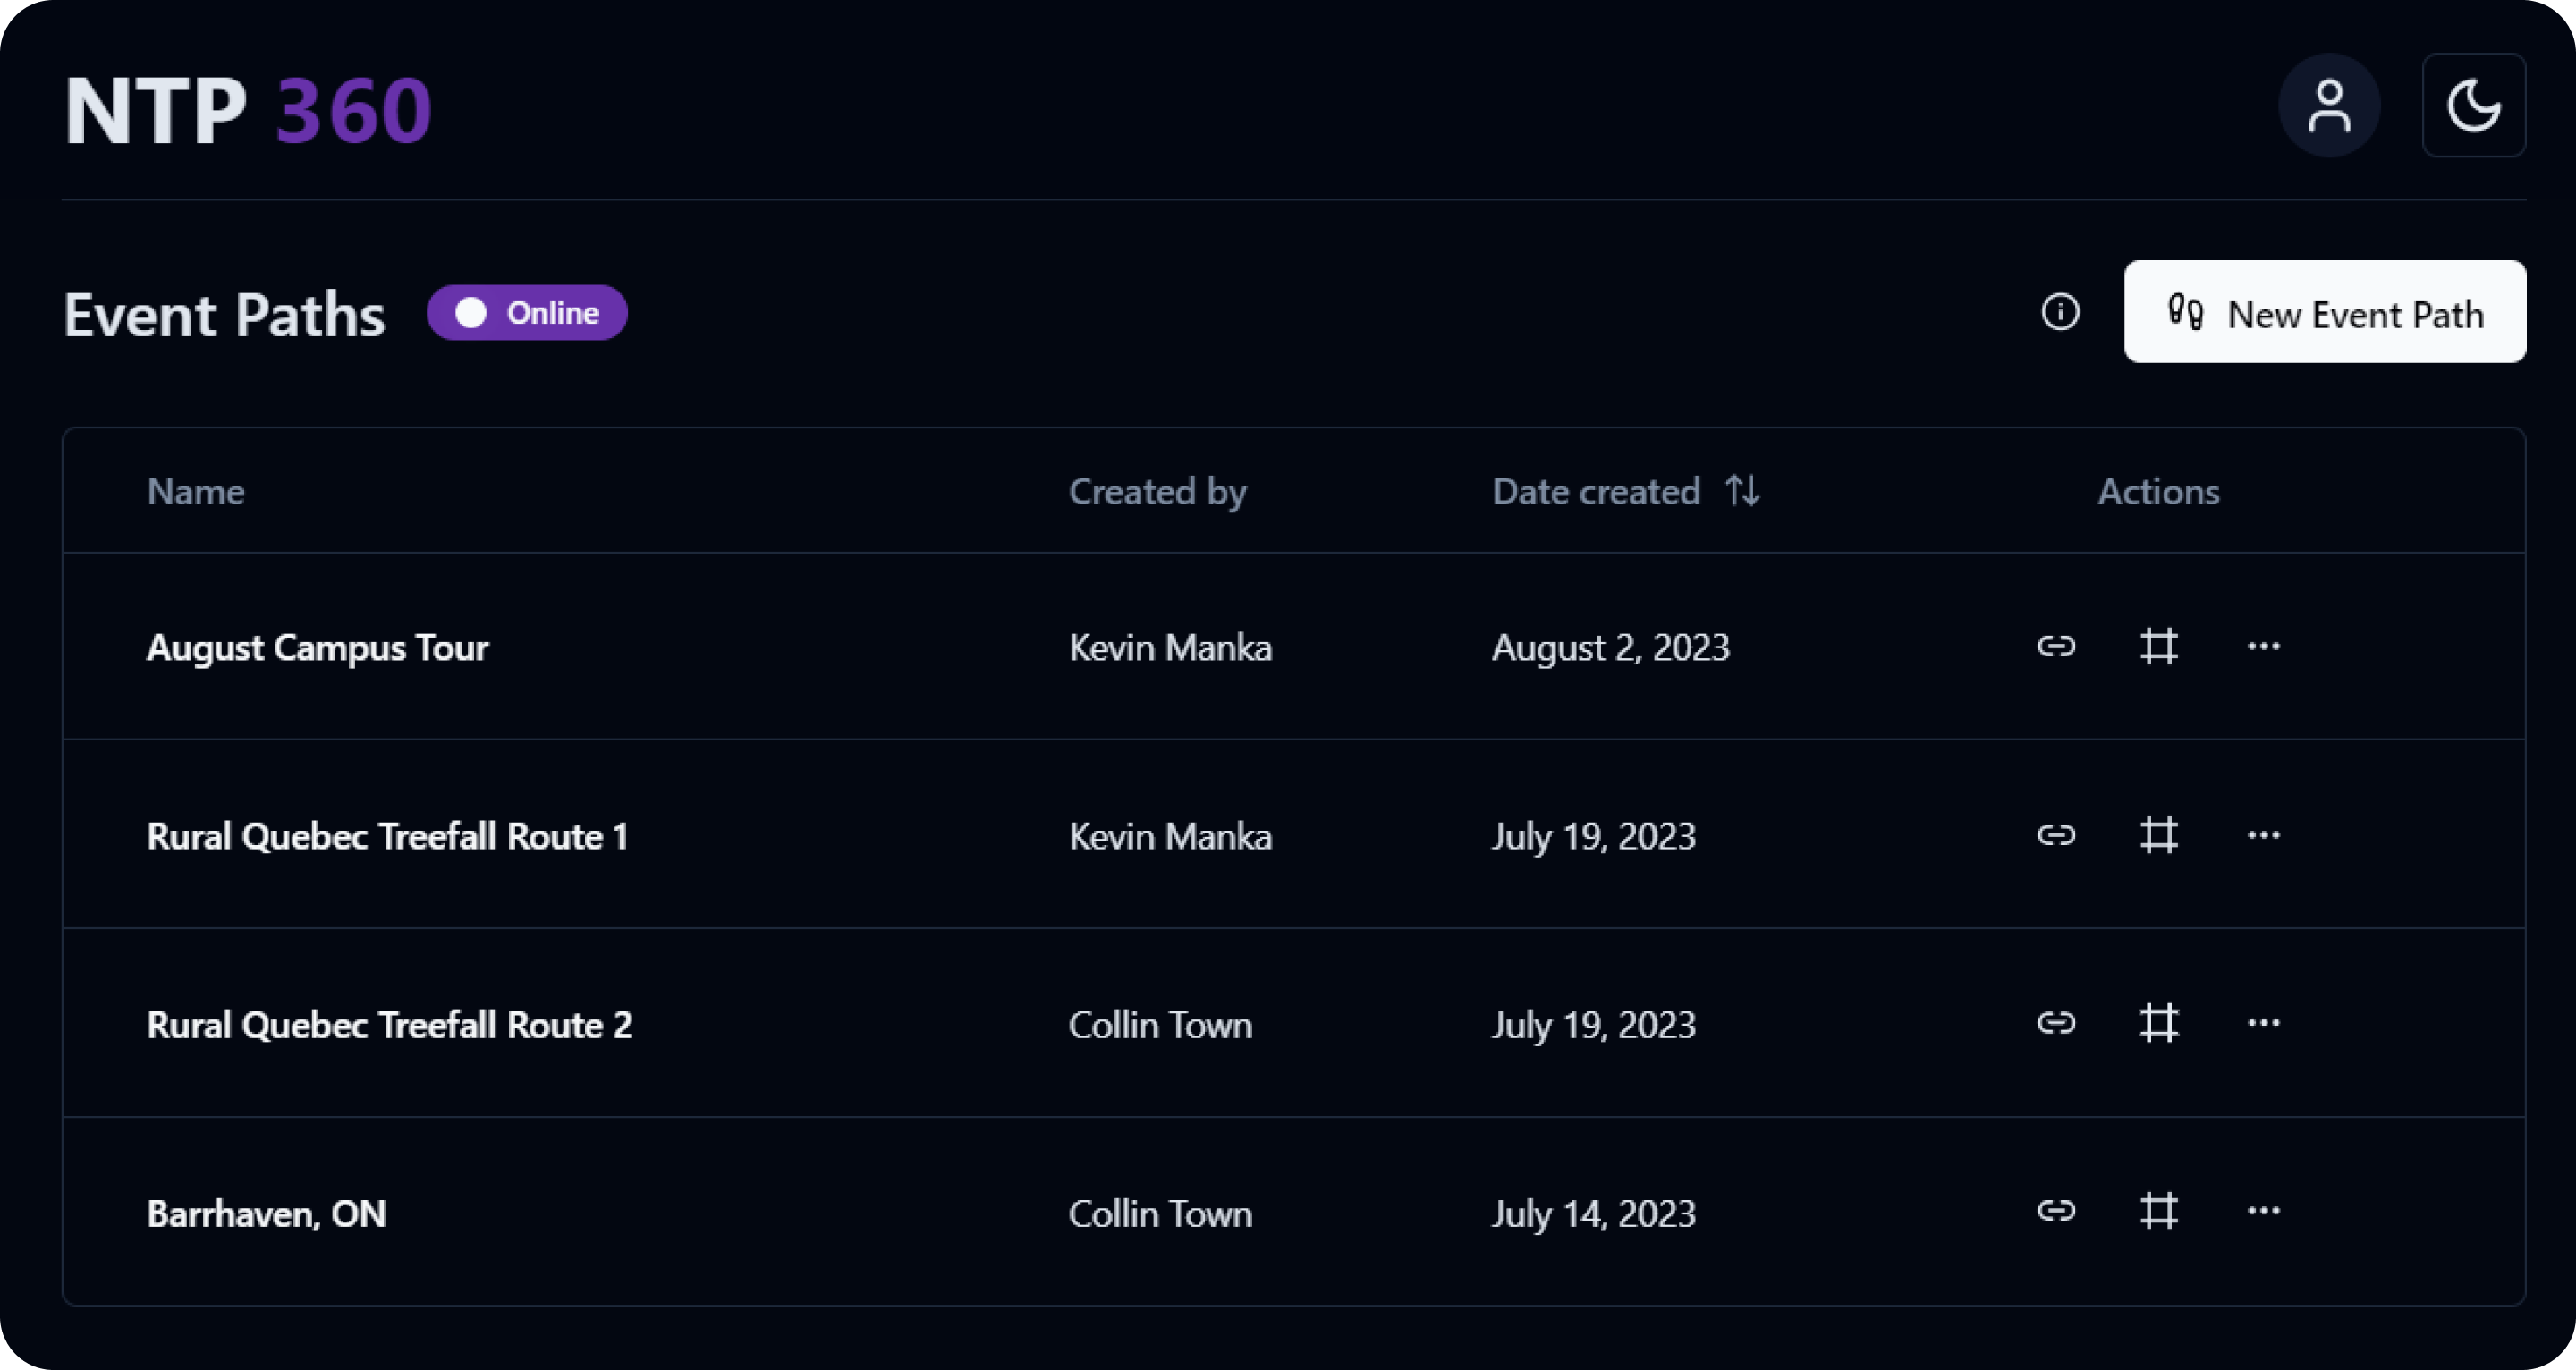 NTP 360
Event Paths Online New Event Path
Name Created by Date created Actions
August Campus Tour Kevin Manka August 2, 2023
Rural Quebec Treefall Route 1 Kevin Manka July 19, 2023
Rural Quebec Treefall Route 2 Collin Town July 19, 2023
Barrhaven, ON Collin Town July 14, 2023